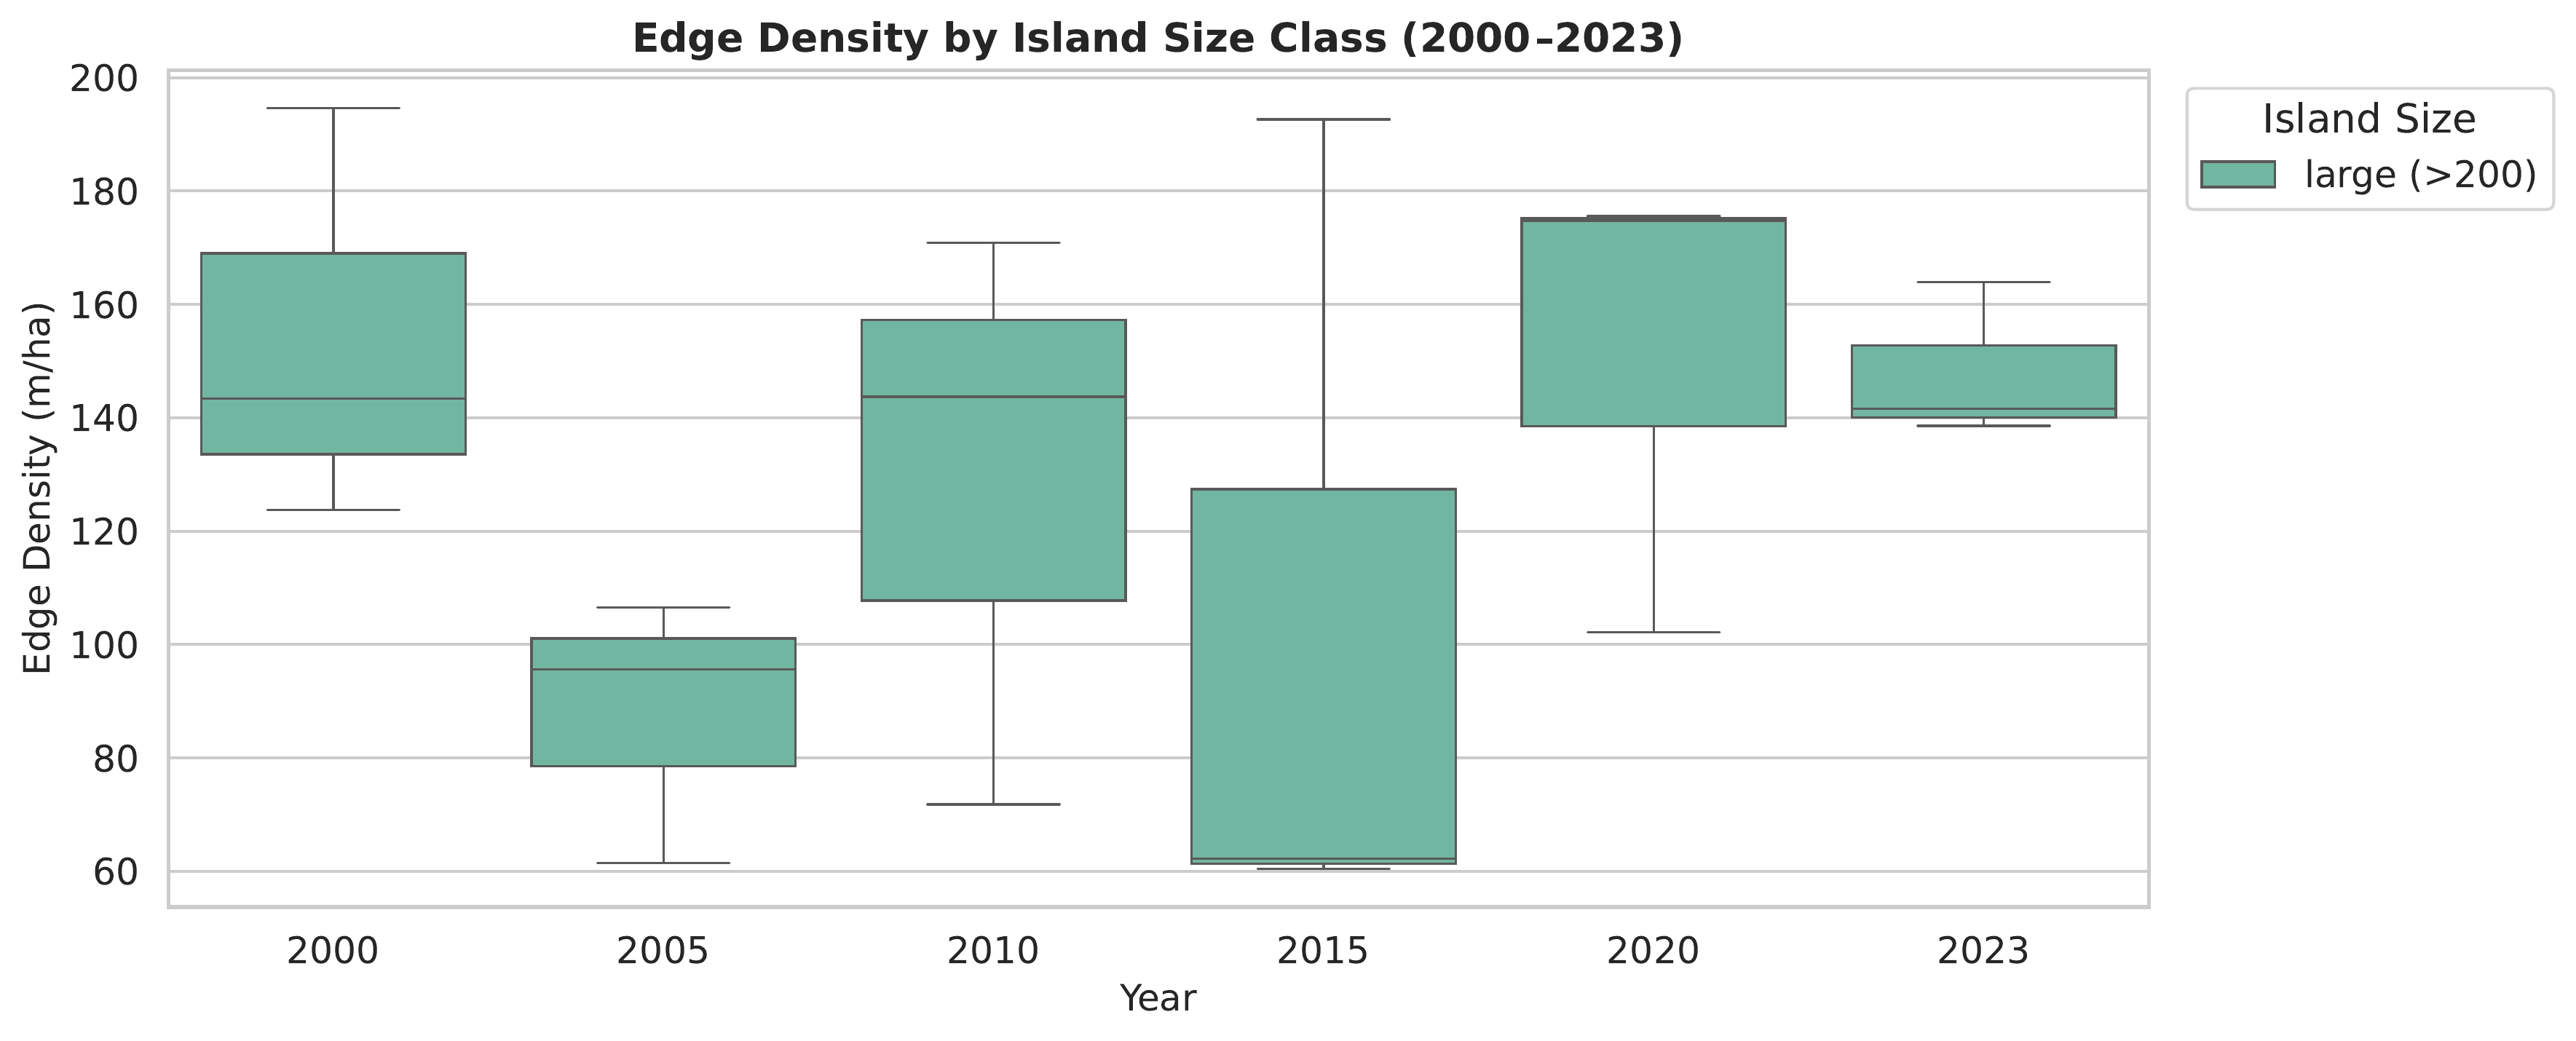 Edge Density by Island Size Class (2000–2023)
Edge Density (m/ha)
200
180
160
140
120
100
80
60
2000 2005 2010 2015 2020 2023
Year
Island Size
large (>200)